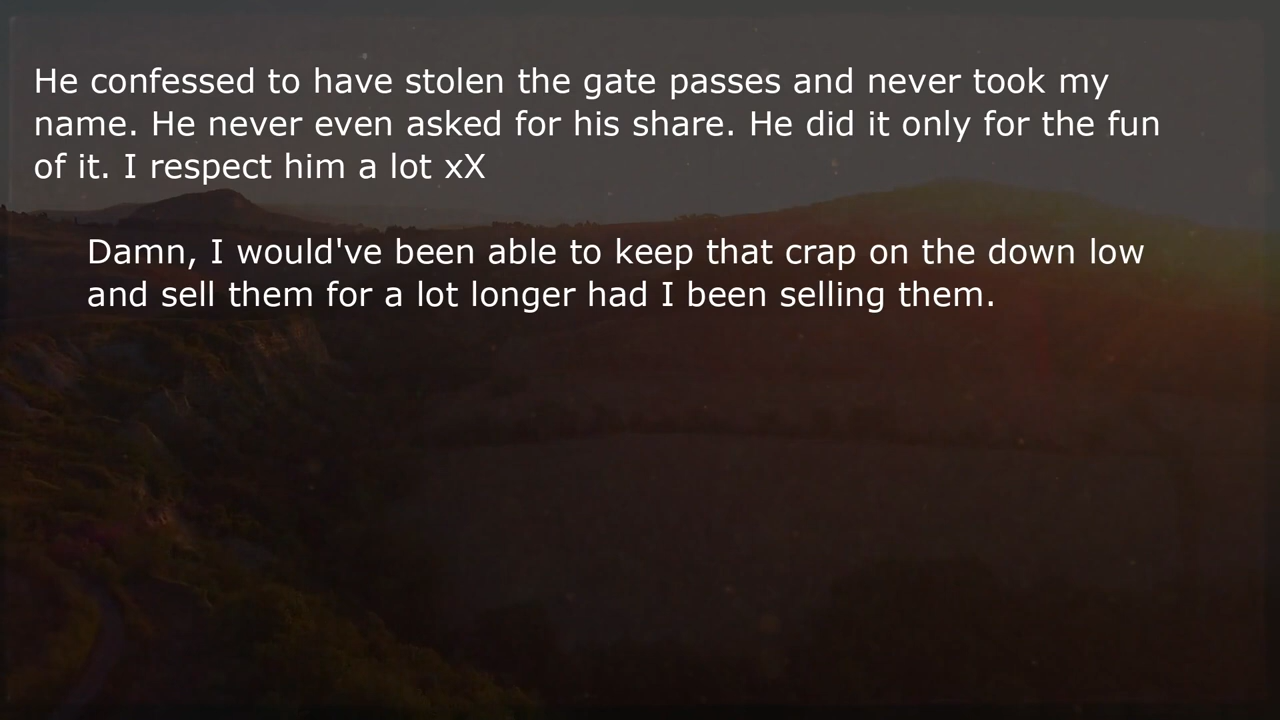 He confessed to have stolen the gate passes and never took my
name. He never even asked for his share. He did it only for the fun
of it. I respect him a lot xX
Damn, I would've been able to keep that crap on the down low
and sell them for a lot longer had I been selling them.